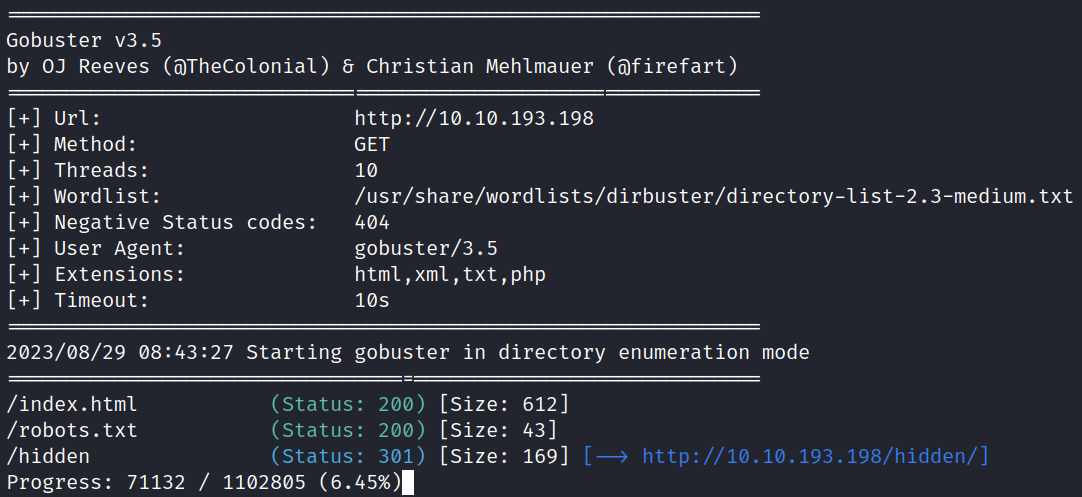 ===============================================================
Gobuster v3.5
by OJ Reeves (@TheColonial) & Christian Mehlmauer (@firefart)
===============================================================
[+] Url:                     http://10.10.193.198
[+] Method:                  GET
[+] Threads:                 10
[+] Wordlist:                /usr/share/wordlists/dirbuster/directory-list-2.3-medium.txt
[+] Negative Status codes:   404
[+] User Agent:              gobuster/3.5
[+] Extensions:              html,xml,txt,php
[+] Timeout:                 10s
===============================================================
2023/08/29 08:43:27 Starting gobuster in directory enumeration mode
===============================================================
/index.html           (Status: 200) [Size: 612]
/robots.txt           (Status: 200) [Size: 43]
/hidden               (Status: 301) [Size: 169] [--> http://10.10.193.198/hidden/]
Progress: 71132 / 1102805 (6.45%)